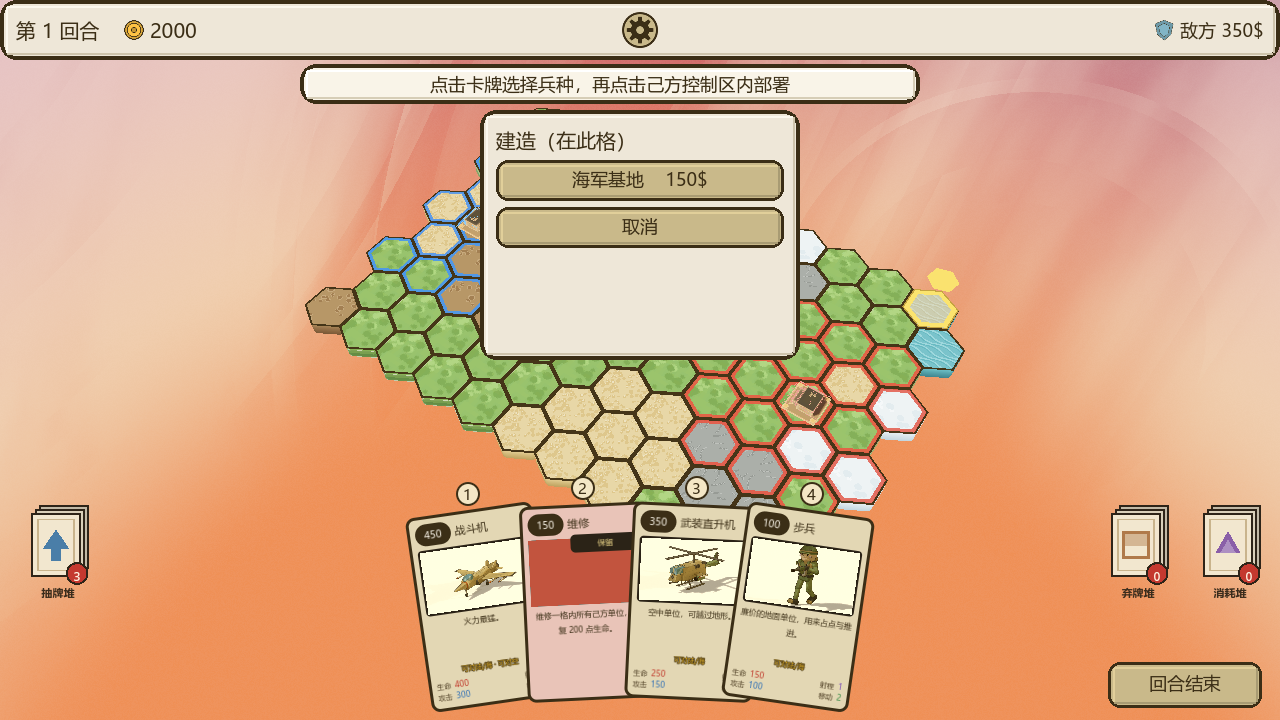 第 1 回合
2000
敌方 350$
点击卡牌选择兵种，再点击己方控制区内部署
建造（在此格）
海军基地 150$
取消
1
2
3
4
450 战斗机
火力最猛。
生命 400
攻击 300
150 维修
保留
维修一格内所有己方单位，
复 200 点生命。
350 武装直升机
空中单位，可越过地形。
生命 250
攻击 150
100 步兵
廉价的地面单位，用来占点与推
进。
生命 150
攻击 100
射程 1
移动 2
3
抽牌堆
0
弃牌堆
0
消耗堆
回合结束